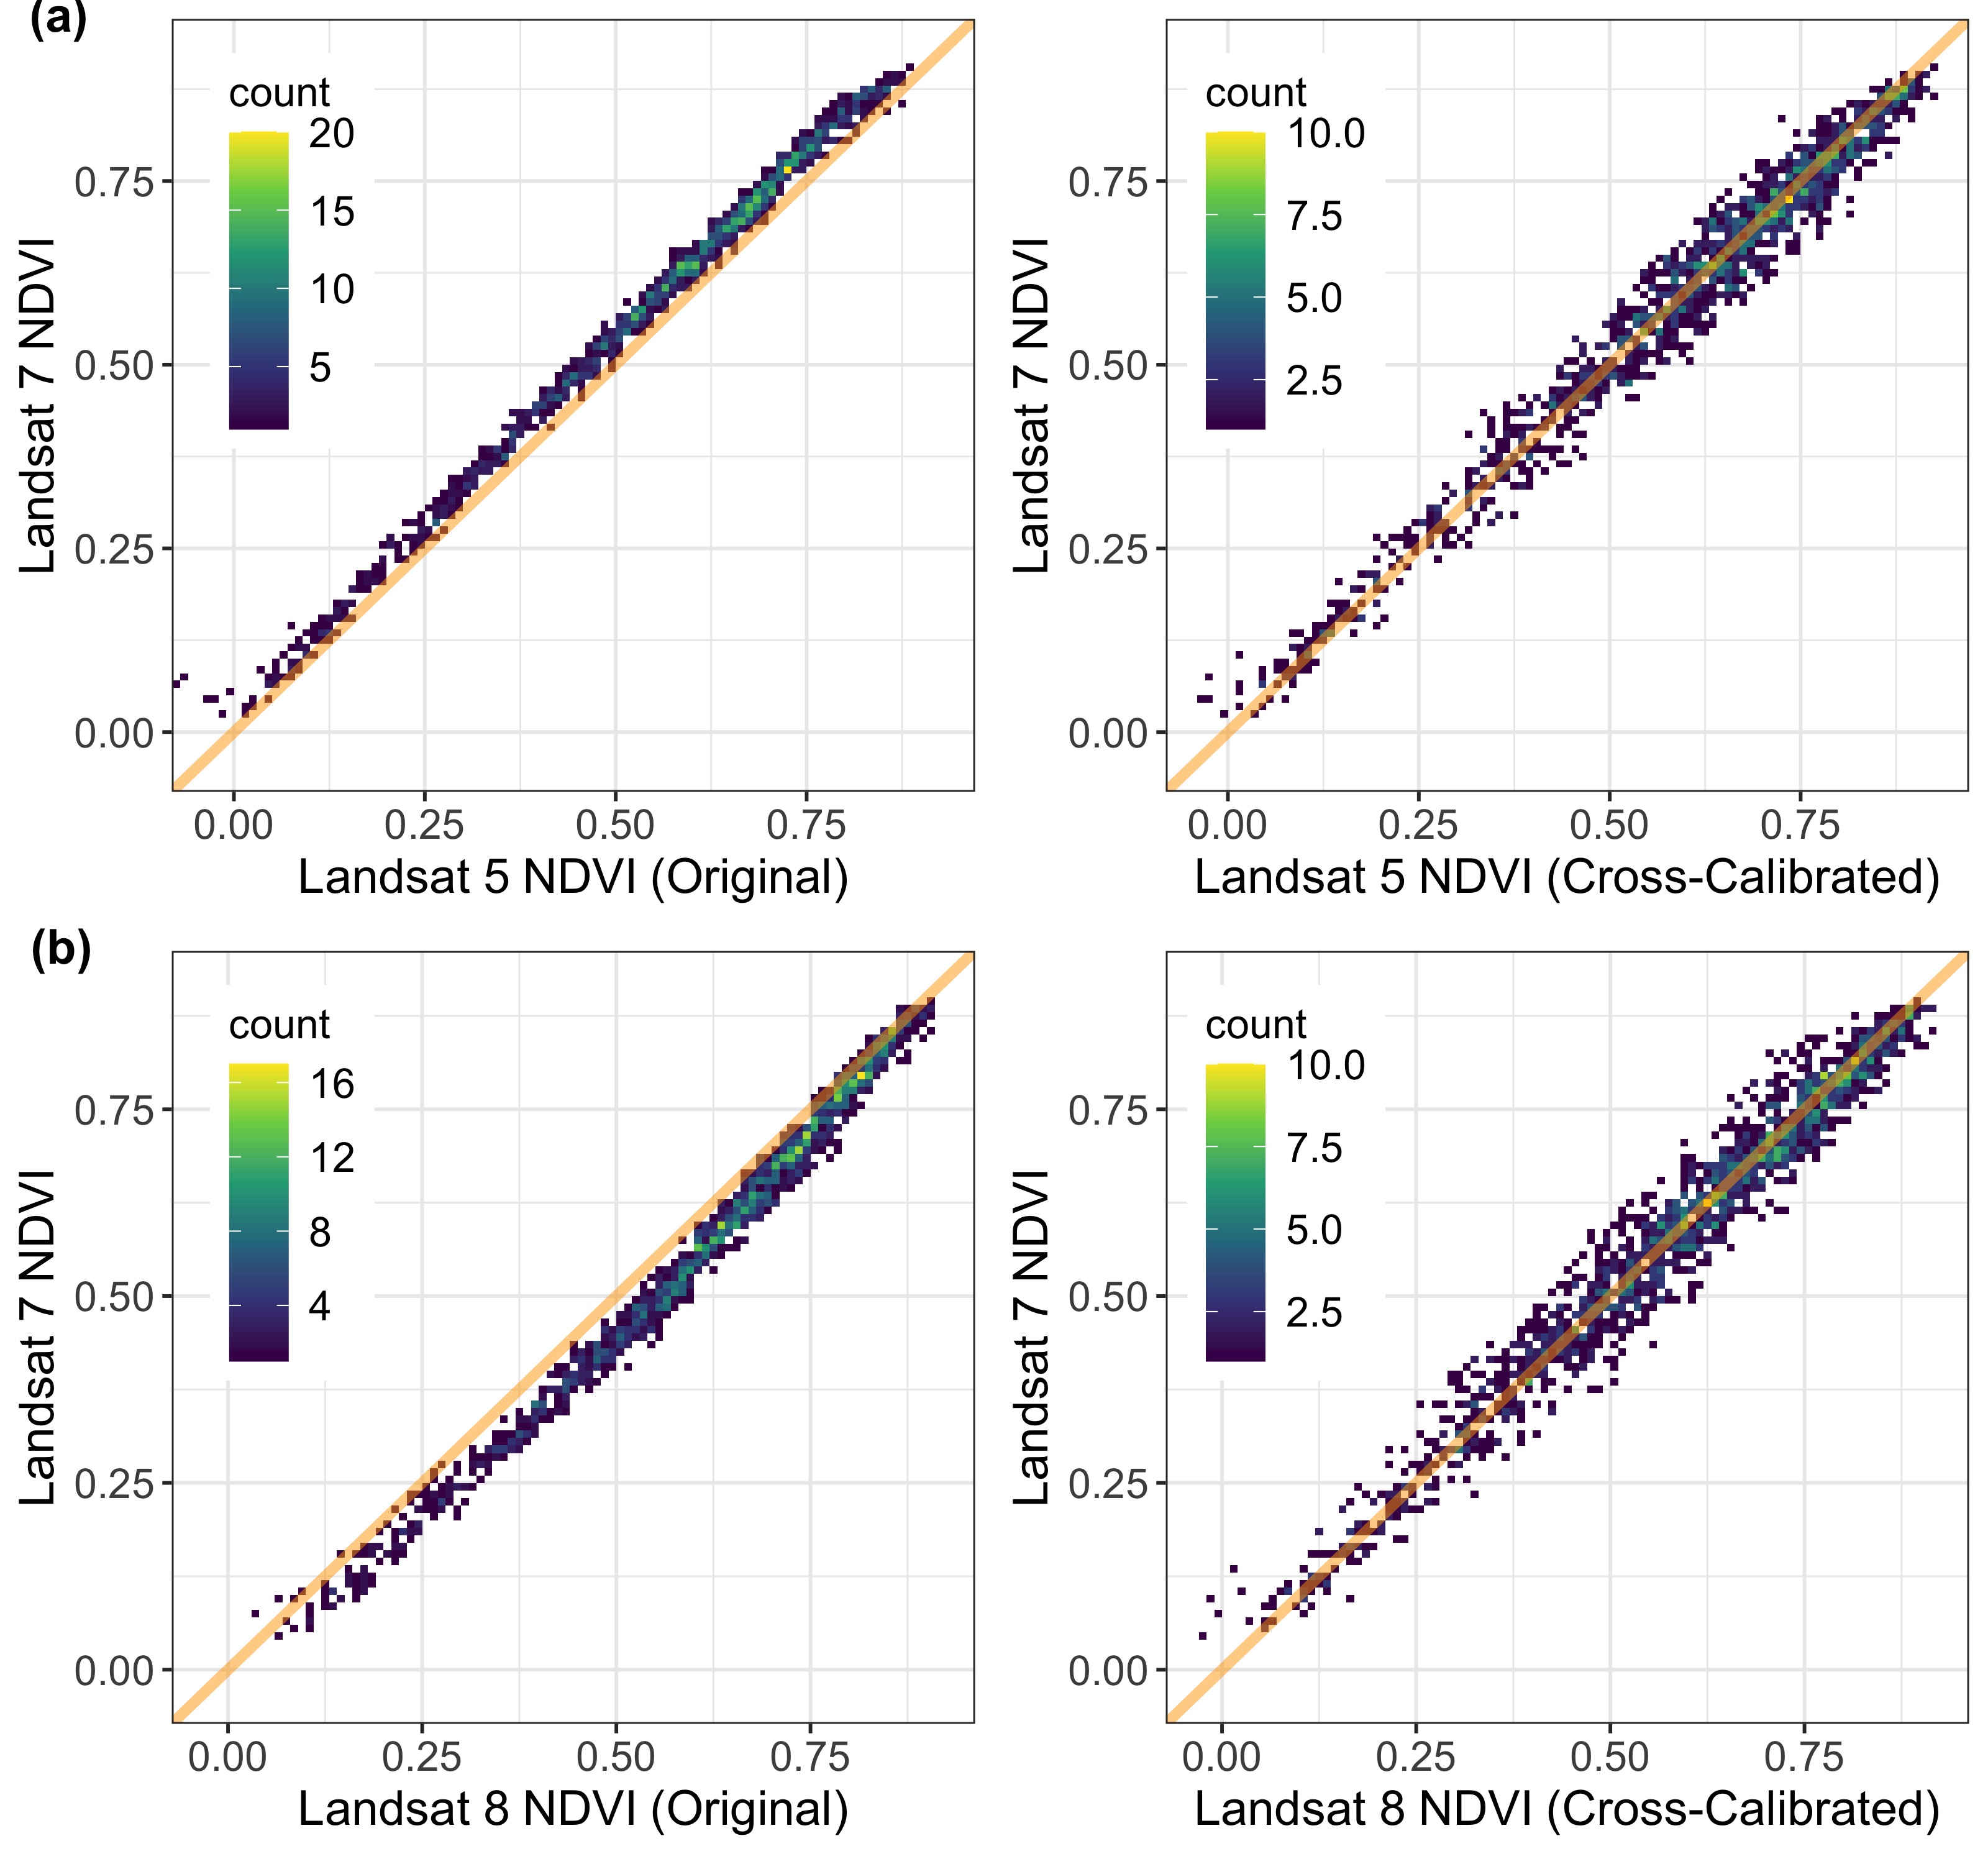 (a)
count
20
15
10
5
Landsat 7 NDVI
0.75
0.50
0.25
0.00
0.00 0.25 0.50 0.75
Landsat 5 NDVI (Original)
count
10.0
7.5
5.0
2.5
Landsat 7 NDVI
0.75
0.50
0.25
0.00
0.00 0.25 0.50 0.75
Landsat 5 NDVI (Cross-Calibrated)
(b)
count
16
12
8
4
Landsat 7 NDVI
0.75
0.50
0.25
0.00
0.00 0.25 0.50 0.75
Landsat 8 NDVI (Original)
count
10.0
7.5
5.0
2.5
Landsat 7 NDVI
0.75
0.50
0.25
0.00
0.00 0.25 0.50 0.75
Landsat 8 NDVI (Cross-Calibrated)